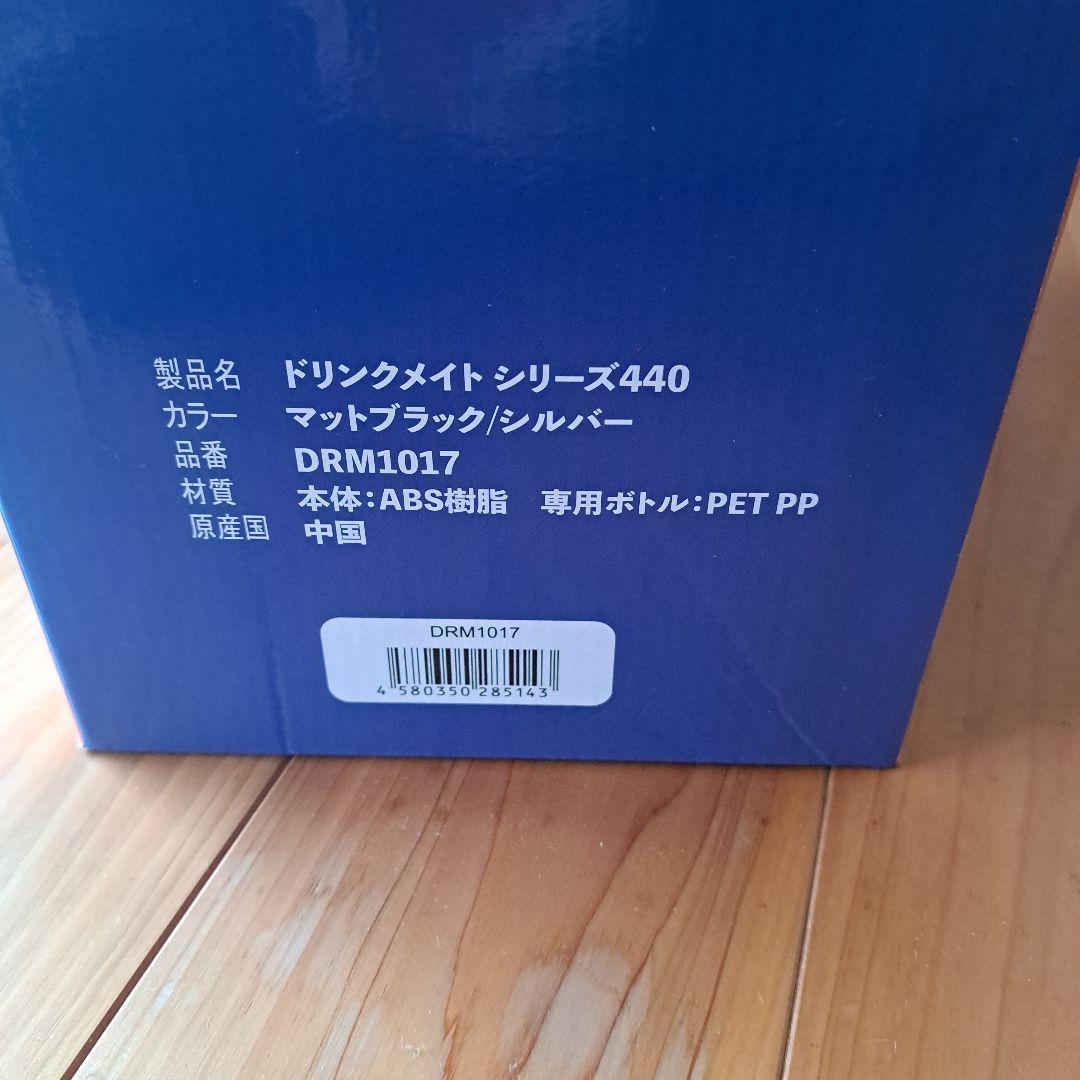 製品名 ドリンクメイト シリーズ440
カラー マットブラック/シルバー
品番 DRM1017
材質 本体：ABS樹脂 専用ボトル：PET PP
原産国 中国
DRM1017
4 580350 285143